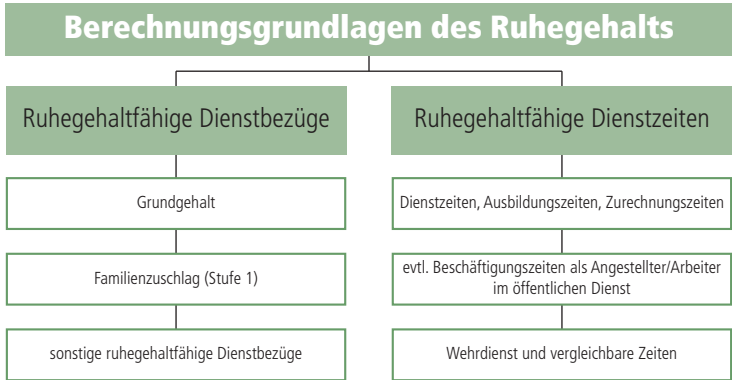 Berechnungsgrundlagen des Ruhegehalts
Ruhegehaltfähige Dienstbezüge
Grundgehalt
Familienzuschlag (Stufe 1)
sonstige ruhegehaltfähige Dienstbezüge
Ruhegehaltfähige Dienstzeiten
Dienstzeiten, Ausbildungszeiten, Zurechnungszeiten
evtl. Beschäftigungszeiten als Angestellter/Arbeiter
im öffentlichen Dienst
Wehrdienst und vergleichbare Zeiten